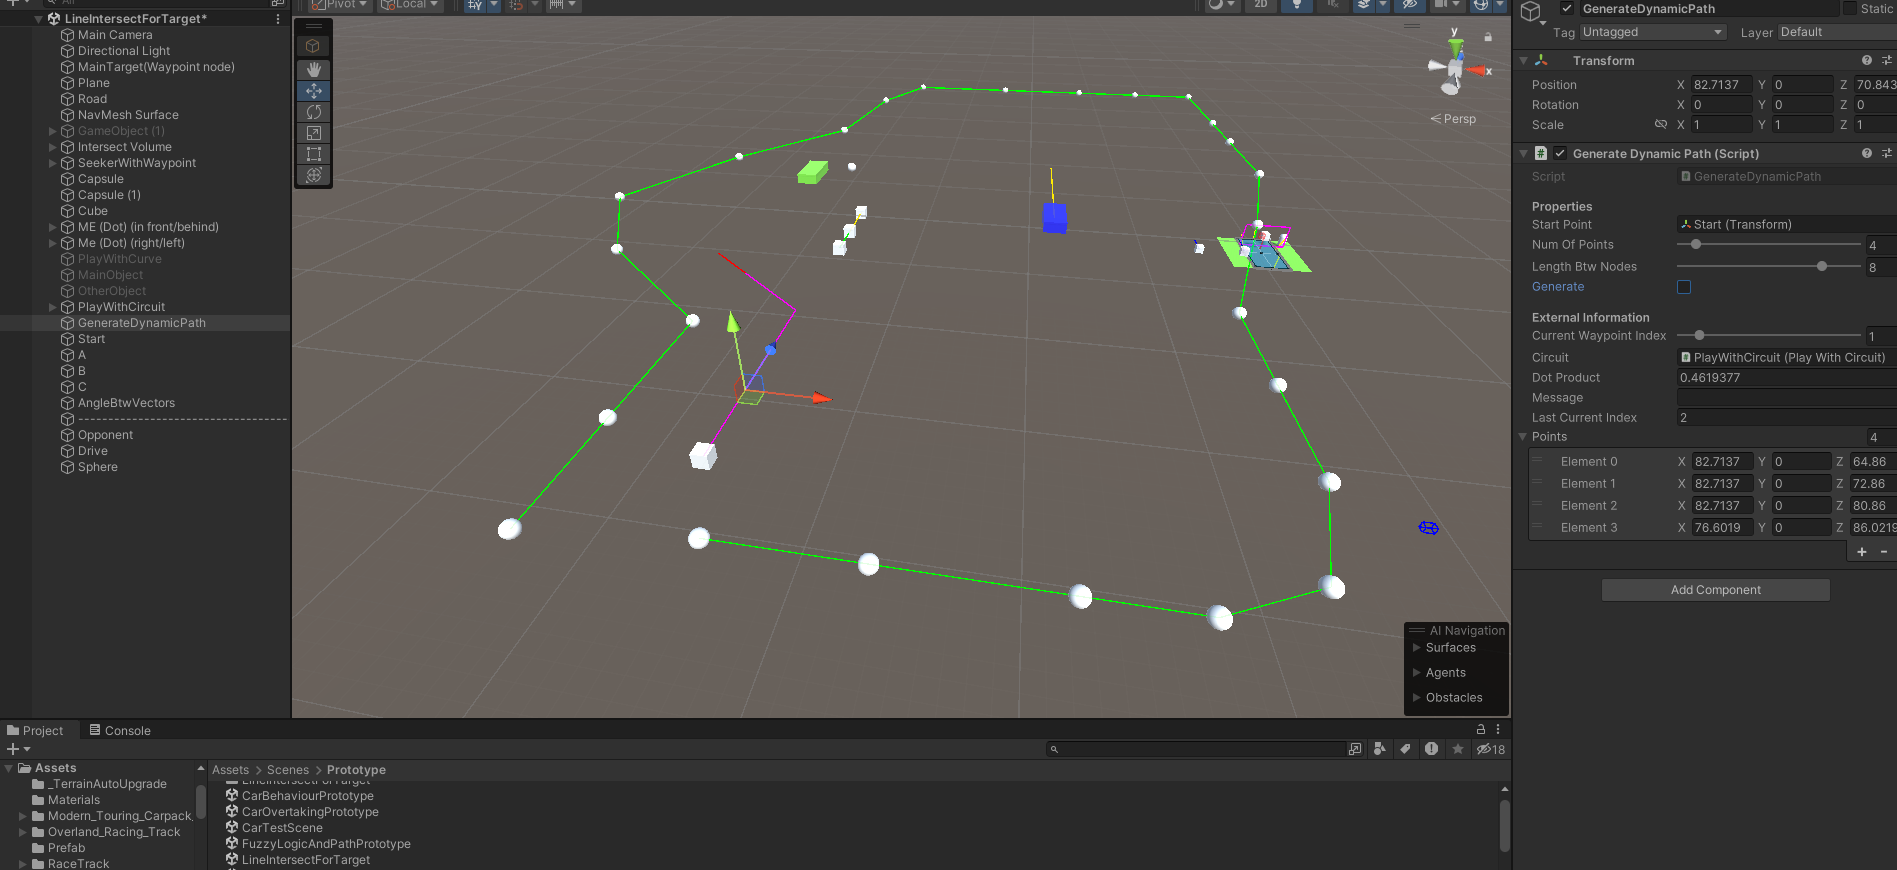 All
Pivot
Local
2D
LineIntersectForTarget*
Main Camera
Directional Light
MainTarget(Waypoint node)
Plane
Road
NavMesh Surface
GameObject (1)
Intersect Volume
SeekerWithWaypoint
Capsule
Capsule (1)
Cube
ME (Dot) (in front/behind)
Me (Dot) (right/left)
PlayWithCurve
MainObject
OtherObject
PlayWithCircuit
GenerateDynamicPath
Start
A
B
C
AngleBtwVectors
--------------------------------------
Opponent
Drive
Sphere
y
x
Persp
AI Navigation
Surfaces
Agents
Obstacles
GenerateDynamicPath
Static
Tag Untagged Layer Default
Transform
Position X 82.7137 Y 0 Z 70.843
Rotation X 0 Y 0 Z 0
Scale X 1 Y 1 Z 1
# Generate Dynamic Path (Script)
Script GenerateDynamicPath
Properties
Start Point Start (Transform)
Num Of Points 4
Length Btw Nodes 8
Generate
External Information
Current Waypoint Index 1
Circuit PlayWithCircuit (Play With Circuit)
Dot Product 0.4619377
Message
Last Current Index 2
Points 4
Element 0 X 82.7137 Y 0 Z 64.86
Element 1 X 82.7137 Y 0 Z 72.86
Element 2 X 82.7137 Y 0 Z 80.86
Element 3 X 76.6019 Y 0 Z 86.0219
+ -
Add Component
Project
Console
18
Assets
_TerrainAutoUpgrade
Materials
Modern_Touring_Carpack_
Overland_Racing_Track
Prefab
RaceTrack
Assets > Scenes > Prototype
LineIntersectForTarget
CarBehaviourPrototype
CarOvertakingPrototype
CarTestScene
FuzzyLogicAndPathPrototype
LineIntersectForTarget